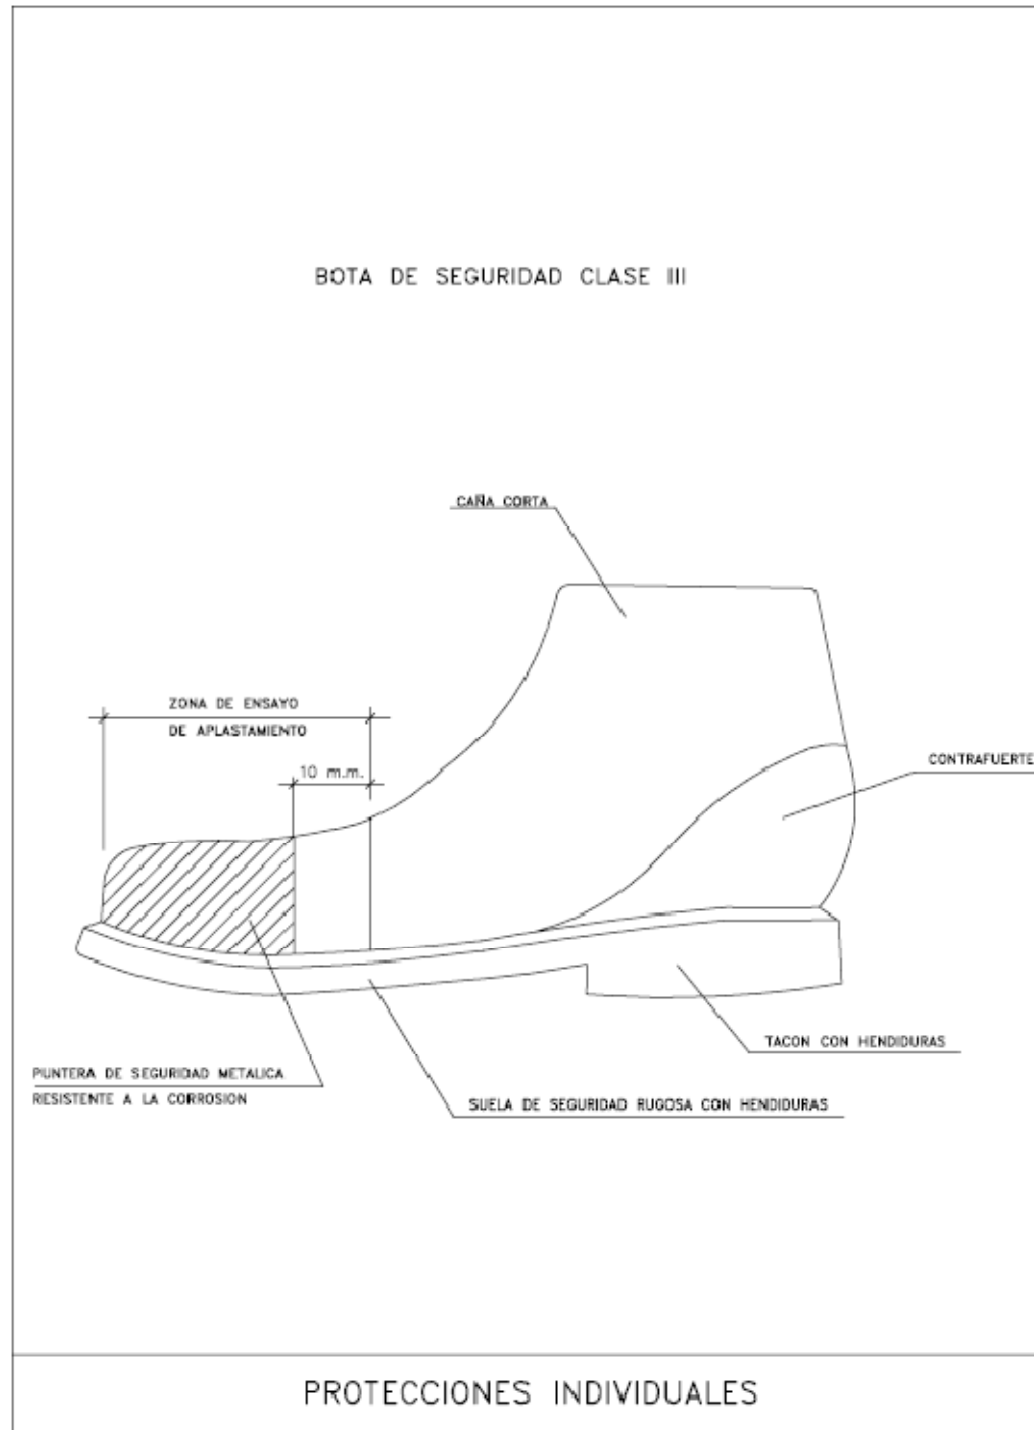 BOTA DE SEGURIDAD CLASE III
CAÑA CORTA
ZONA DE ENSAYO
DE APLASTAMIENTO
10 m.m.
CONTRAFUERTE
TACON CON HENDIDURAS
PUNTERA DE SEGURIDAD METALICA
RESISTENTE A LA CORROSION
SUELA DE SEGURIDAD RUGOSA CON HENDIDURAS
PROTECCIONES INDIVIDUALES